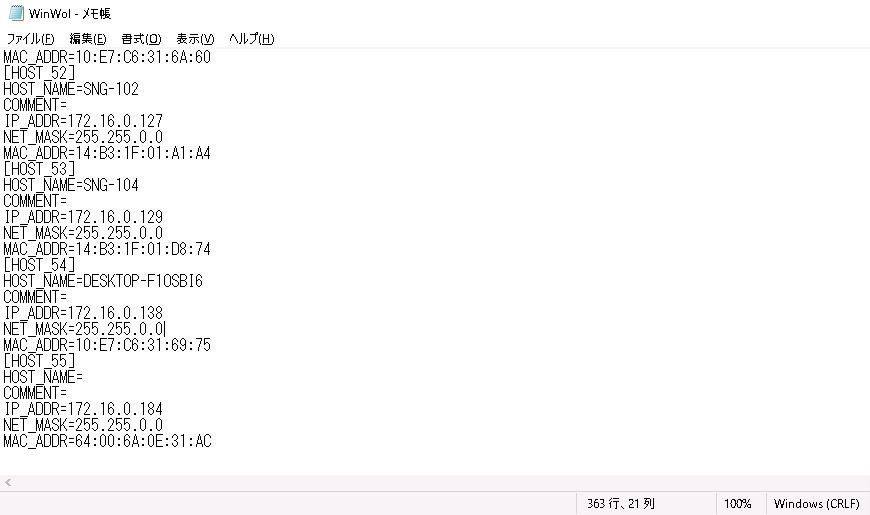 WinWol - メモ帳
ファイル(F) 編集(E) 書式(O) 表示(V) ヘルプ(H)
MAC_ADDR=10:E7:C6:31:6A:60
[HOST_52]
HOST_NAME=SNG-102
COMMENT=
IP_ADDR=172.16.0.127
NET_MASK=255.255.0.0
MAC_ADDR=14:B3:1F:01:A1:A4
[HOST_53]
HOST_NAME=SNG-104
COMMENT=
IP_ADDR=172.16.0.129
NET_MASK=255.255.0.0
MAC_ADDR=14:B3:1F:01:D8:74
[HOST_54]
HOST_NAME=DESKTOP-F10SBI6
COMMENT=
IP_ADDR=172.16.0.138
NET_MASK=255.255.0.0
MAC_ADDR=10:E7:C6:31:69:75
[HOST_55]
HOST_NAME=
COMMENT=
IP_ADDR=172.16.0.184
NET_MASK=255.255.0.0
MAC_ADDR=64:00:6A:0E:31:AC
363 行、21 列 100% Windows (CRLF)